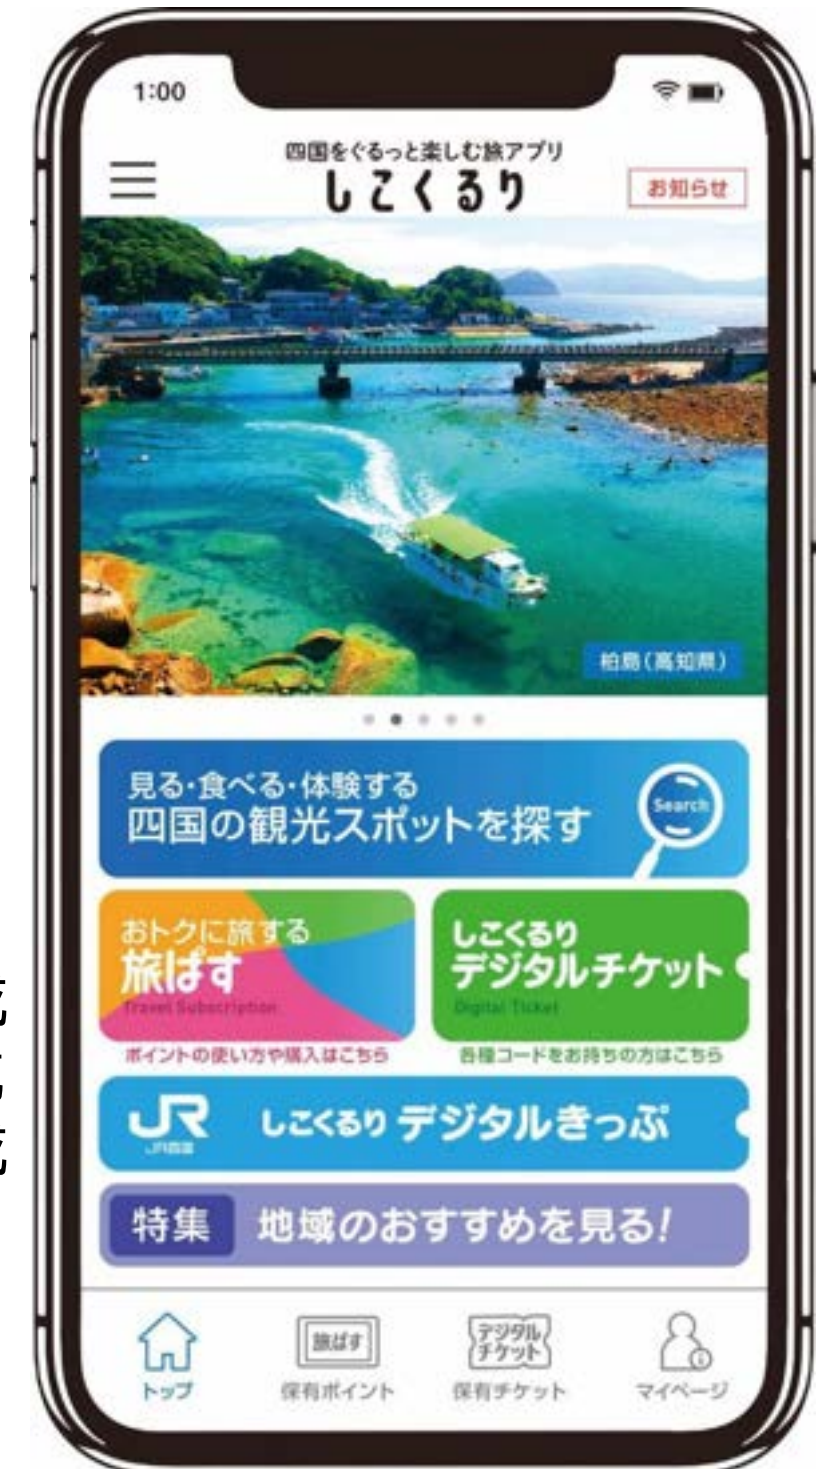 1:00
四国をぐるっと楽しむ旅アプリ
しこくるり
お知らせ
柏島(高知県)
見る・食べる・体験する
四国の観光スポットを探す
Search
おトクに旅する
旅ぱす
Travel Subscription
ポイントの使い方や購入はこちら
しこくるり
デジタルチケット
Digital Ticket
各種コードをお持ちの方はこちら
JR
JR四国
しこくるり デジタルきっぷ
特集 地域のおすすめを見る!
トップ
旅ぱす
保有ポイント
デジタル
チケット
保有チケット
マイページ